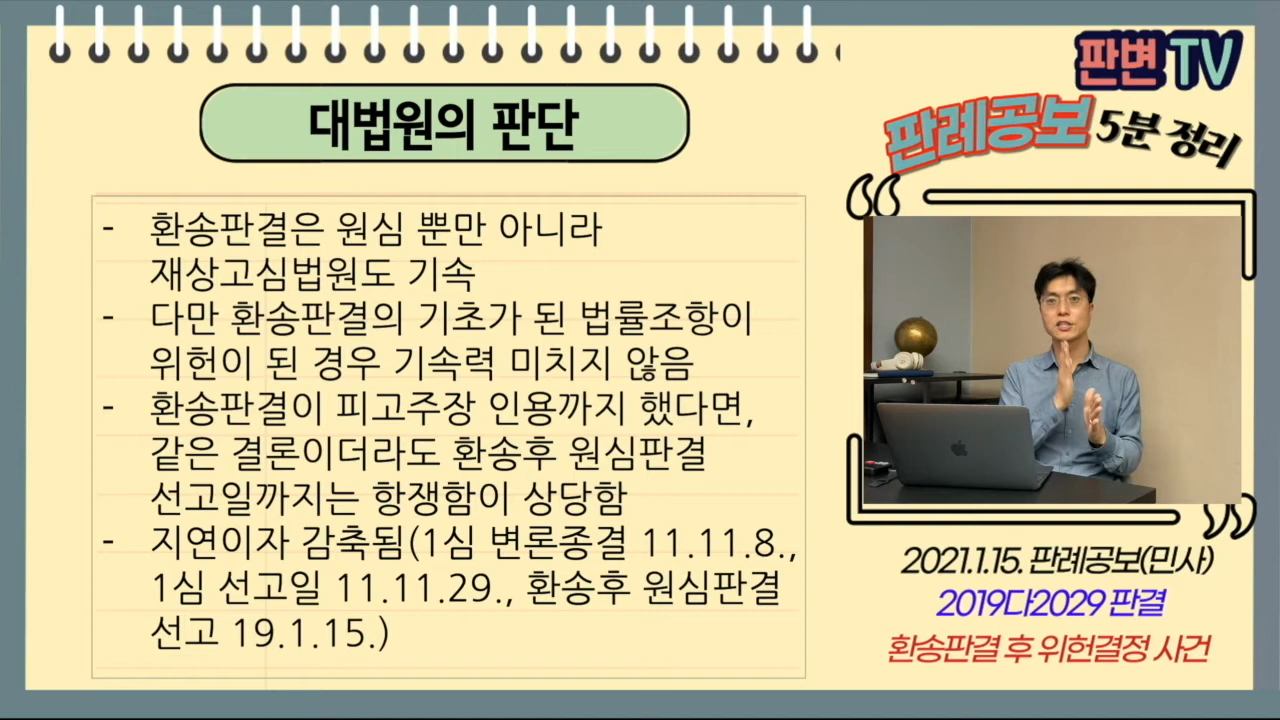 판변 TV
판례공보 5분 정리
대법원의 판단
- 환송판결은 원심 뿐만 아니라
재상고심법원도 기속
- 다만 환송판결의 기초가 된 법률조항이
위헌이 된 경우 기속력 미치지 않음
- 환송판결이 피고주장 인용까지 했다면,
같은 결론이더라도 환송후 원심판결
선고일까지는 항쟁함이 상당함
- 지연이자 감축됨(1심 변론종결 11.11.8.,
1심 선고일 11.11.29., 환송후 원심판결
선고 19.1.15.)
2021.1.15. 판례공보(민사)
2019다2029 판결
환송판결 후 위헌결정 사건